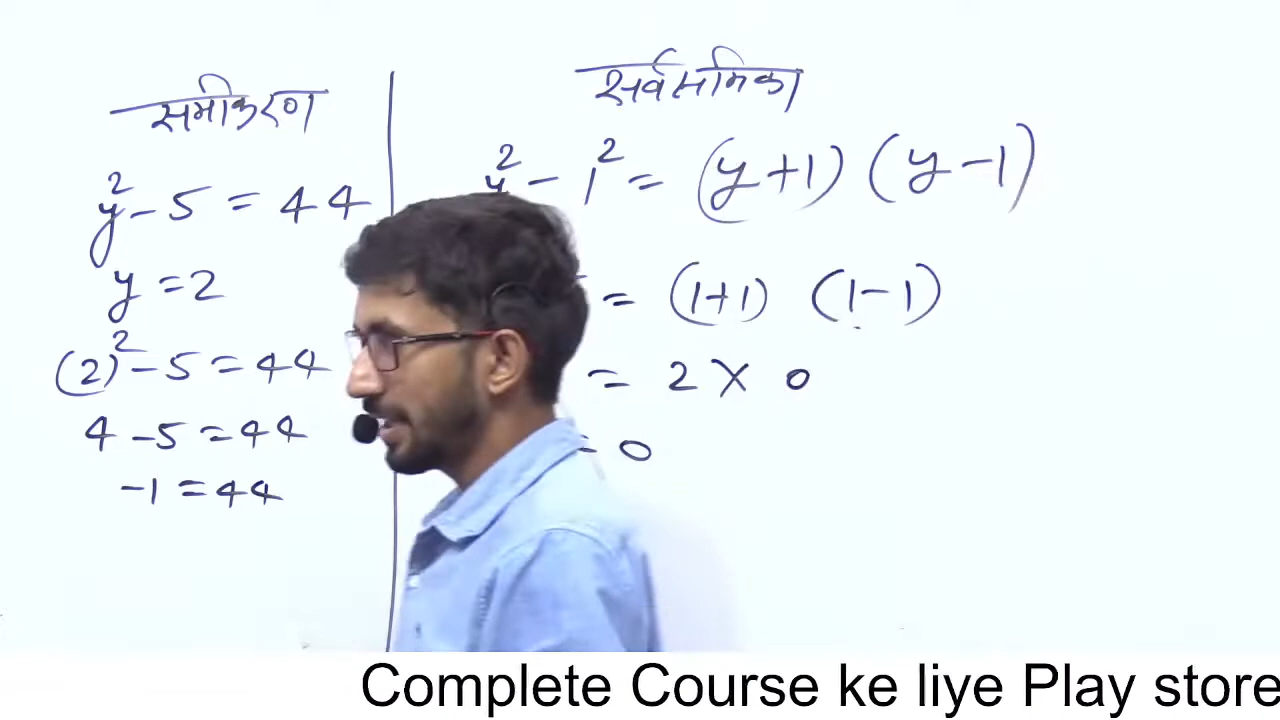 समीकरण
y² - 5 = 44
y = 2
(2)² - 5 = 44
4 - 5 = 44
-1 = 44
सर्वसमिका
y² - 1² = (y+1) (y-1)
= (1+1) (1-1)
= 2 × 0
= 0
Complete Course ke liye Play store